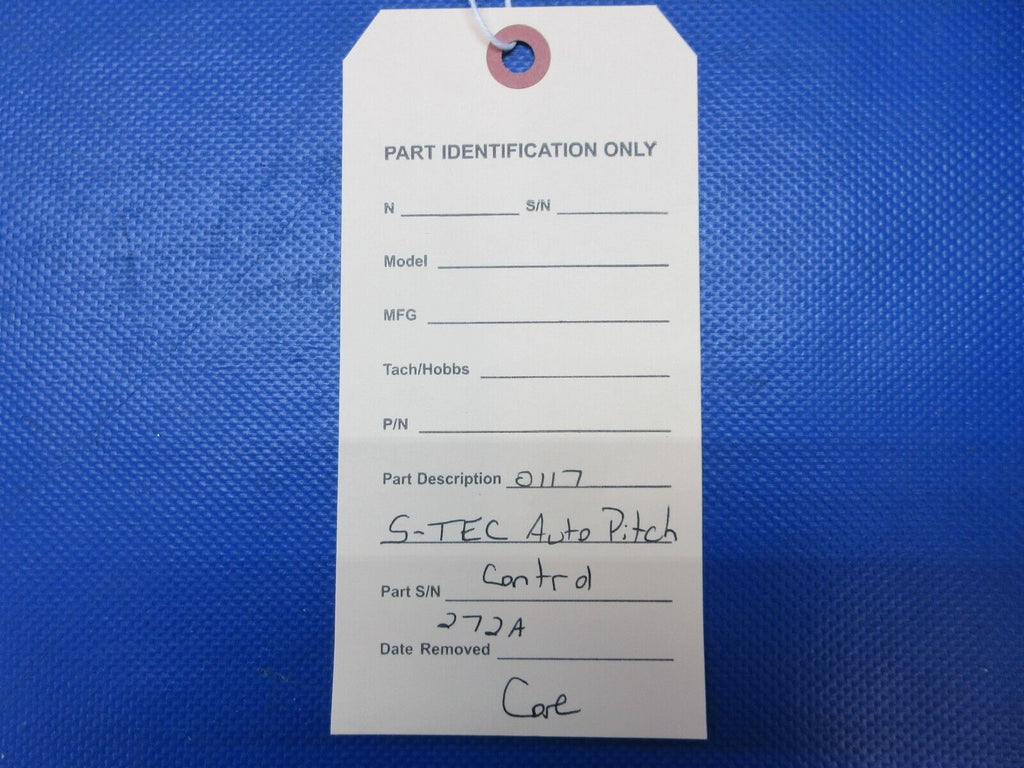 PART IDENTIFICATION ONLY
N S/N
Model
MFG
Tach/Hobbs
P/N
Part Description 0117
S-TEC Auto Pitch
Control
Part S/N
272A
Date Removed
Core